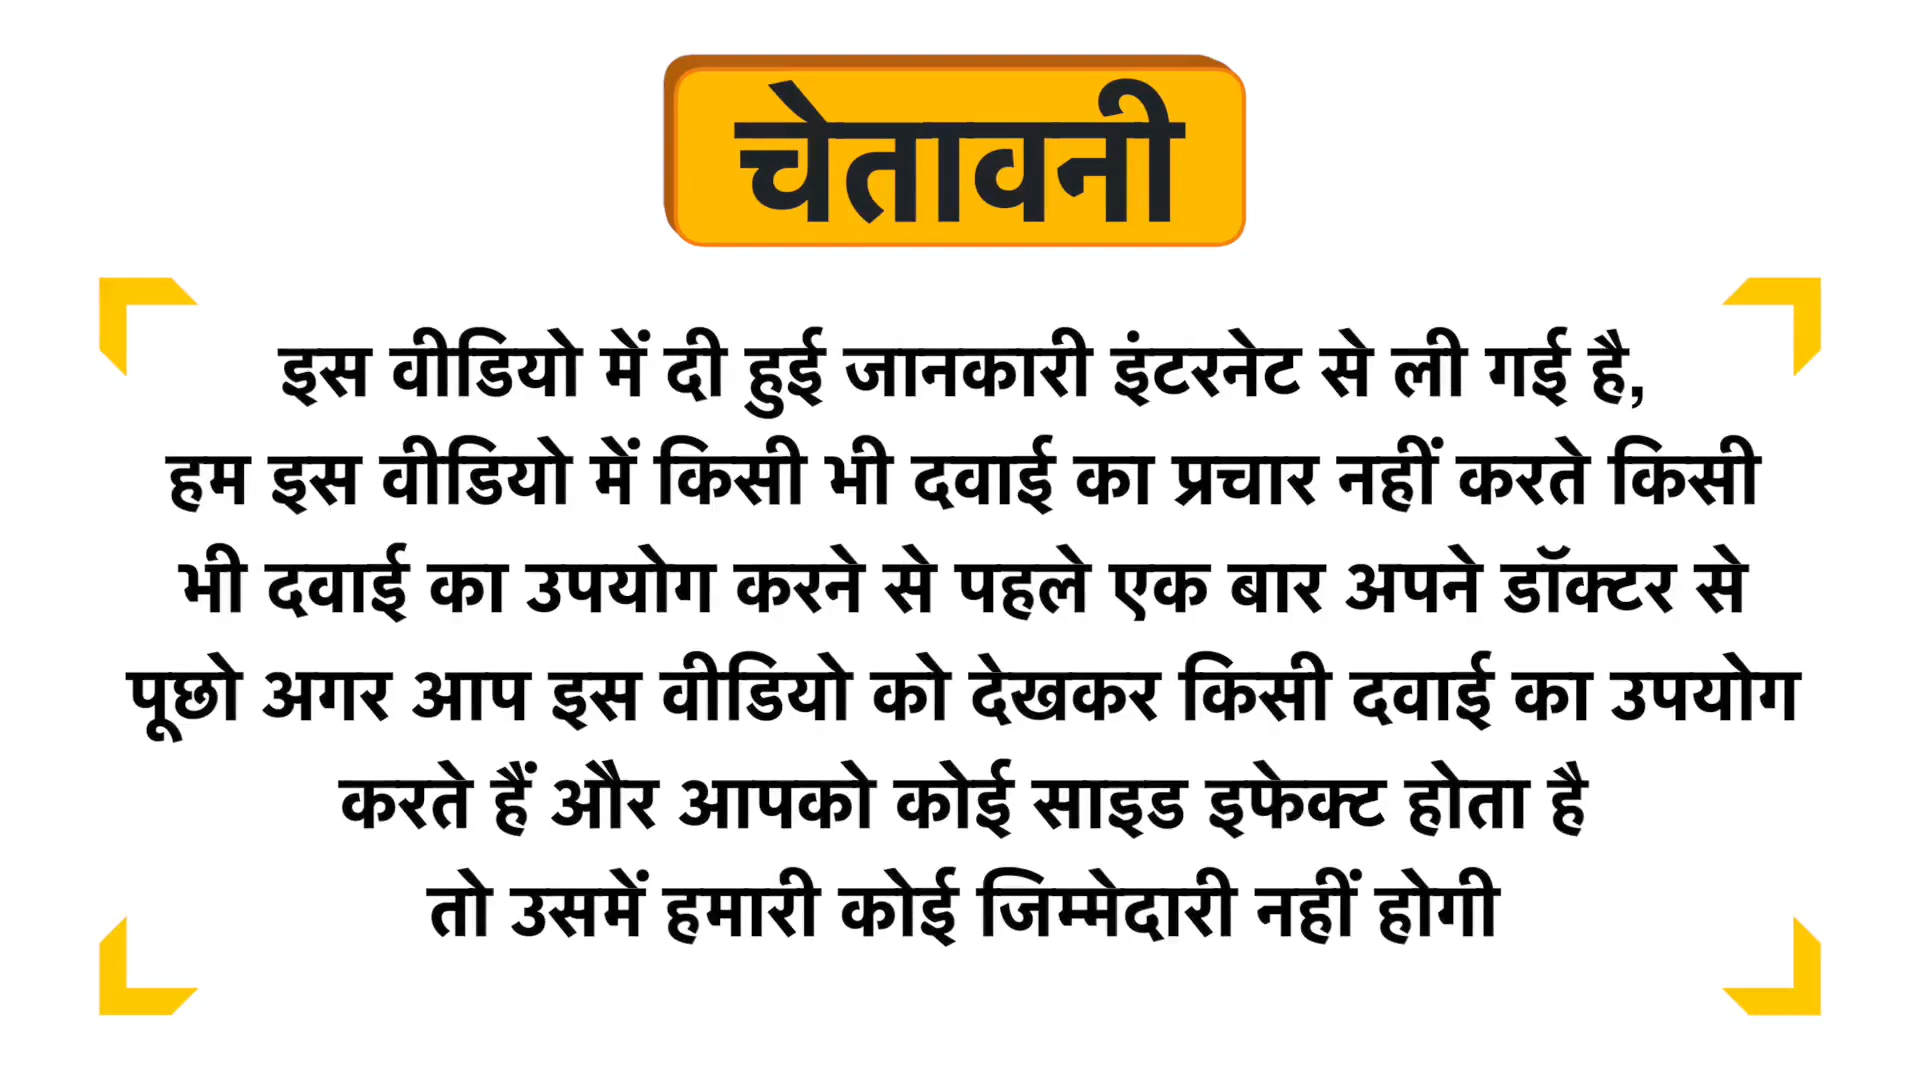 चेतावनी
इस वीडियो में दी हुई जानकारी इंटरनेट से ली गई है,
हम इस वीडियो में किसी भी दवाई का प्रचार नहीं करते किसी
भी दवाई का उपयोग करने से पहले एक बार अपने डॉक्टर से
पूछो अगर आप इस वीडियो को देखकर किसी दवाई का उपयोग
करते हैं और आपको कोई साइड इफेक्ट होता है
तो उसमें हमारी कोई जिम्मेदारी नहीं होगी